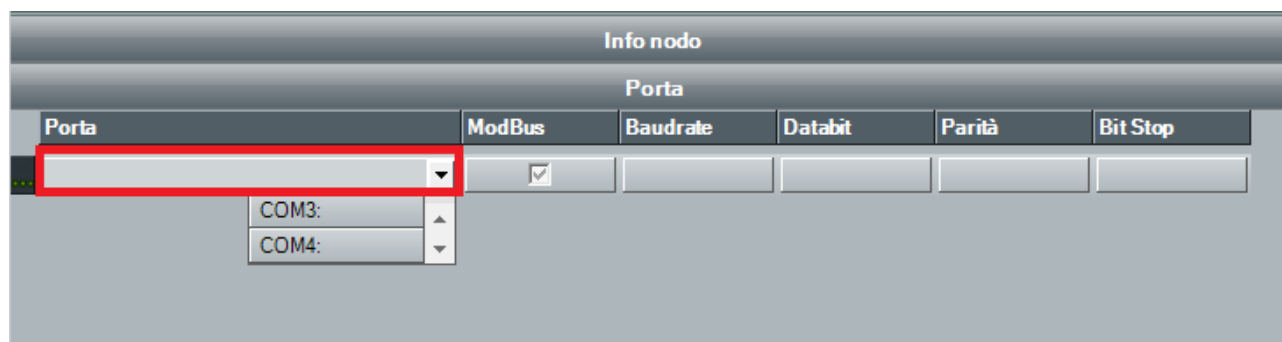 Info nodo
Porta
Porta ModBus Baudrate Databit Parità Bit Stop
...
COM3:
COM4: